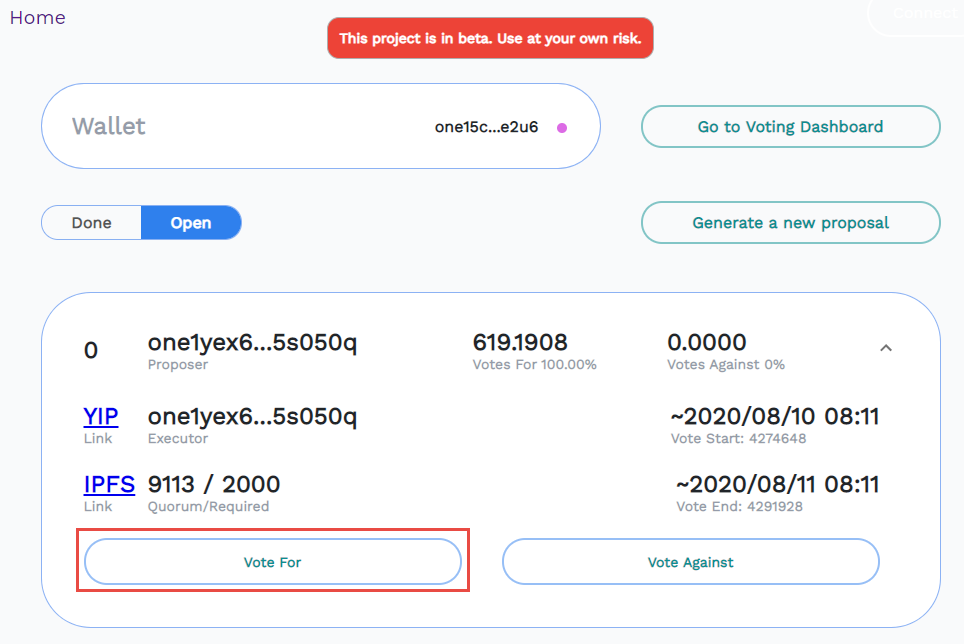 Home
Connect
This project is in beta. Use at your own risk.
Wallet one15c...e2u6
Go to Voting Dashboard
Done Open
Generate a new proposal
0 one1yex6...5s050q 619.1908 0.0000
Proposer Votes For 100.00% Votes Against 0%
YIP one1yex6...5s050q ~2020/08/10 08:11
Link Executor Vote Start: 4274648
IPFS 9113 / 2000 ~2020/08/11 08:11
Link Quorum/Required Vote End: 4291928
Vote For Vote Against